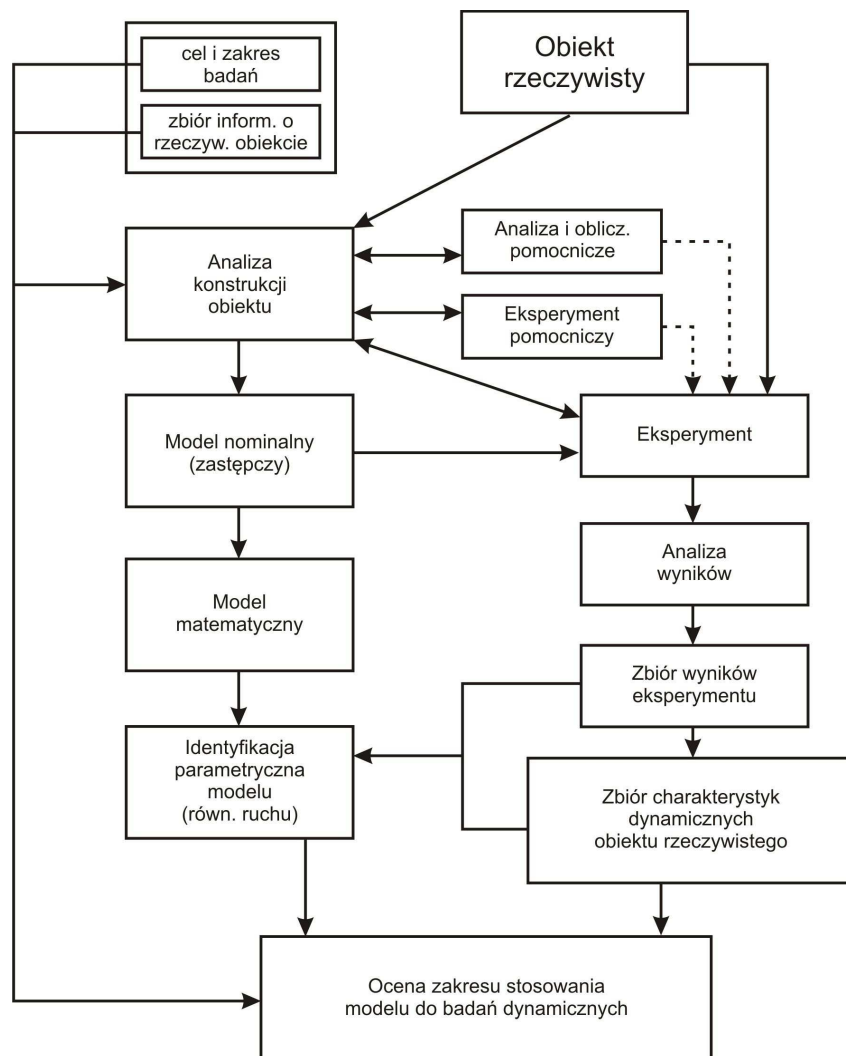 cel i zakres
badań
zbiór inform. o
rzeczyw. obiekcie
Obiekt
rzeczywisty
Analiza
konstrukcji
obiektu
Analiza i oblicz.
pomocnicze
Eksperyment
pomocniczy
Model nominalny
(zastępczy)
Eksperyment
Analiza
wyników
Model
matematyczny
Zbiór wyników
eksperymentu
Identyfikacja
parametryczna
modelu
(równ. ruchu)
Zbiór charakterystyk
dynamicznych
obiektu rzeczywistego
Ocena zakresu stosowania
modelu do badań dynamicznych